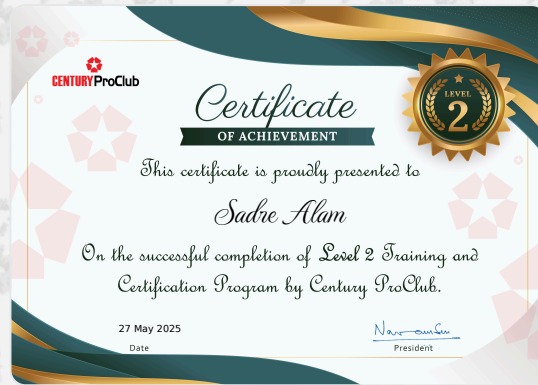 CENTURY ProClub
Certificate
OF ACHIEVEMENT
LEVEL
2
This certificate is proudly presented to
Sadre Alam
On the successful completion of Level 2 Training and
Certification Program by Century ProClub.
27 May 2025
Date
President